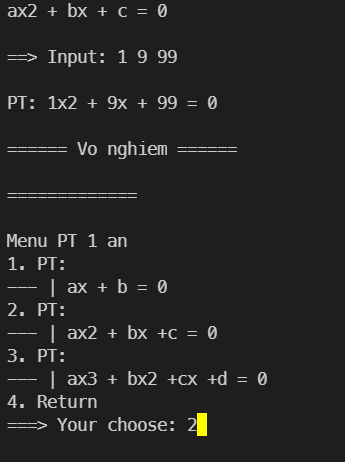 ax2 + bx + c = 0
==> Input: 1 9 99
PT: 1x2 + 9x + 99 = 0
====== Vo nghiem ======
=============
Menu PT 1 an
1. PT:
--- | ax + b = 0
2. PT:
--- | ax2 + bx +c = 0
3. PT:
--- | ax3 + bx2 +cx +d = 0
4. Return
===> Your choose: 2